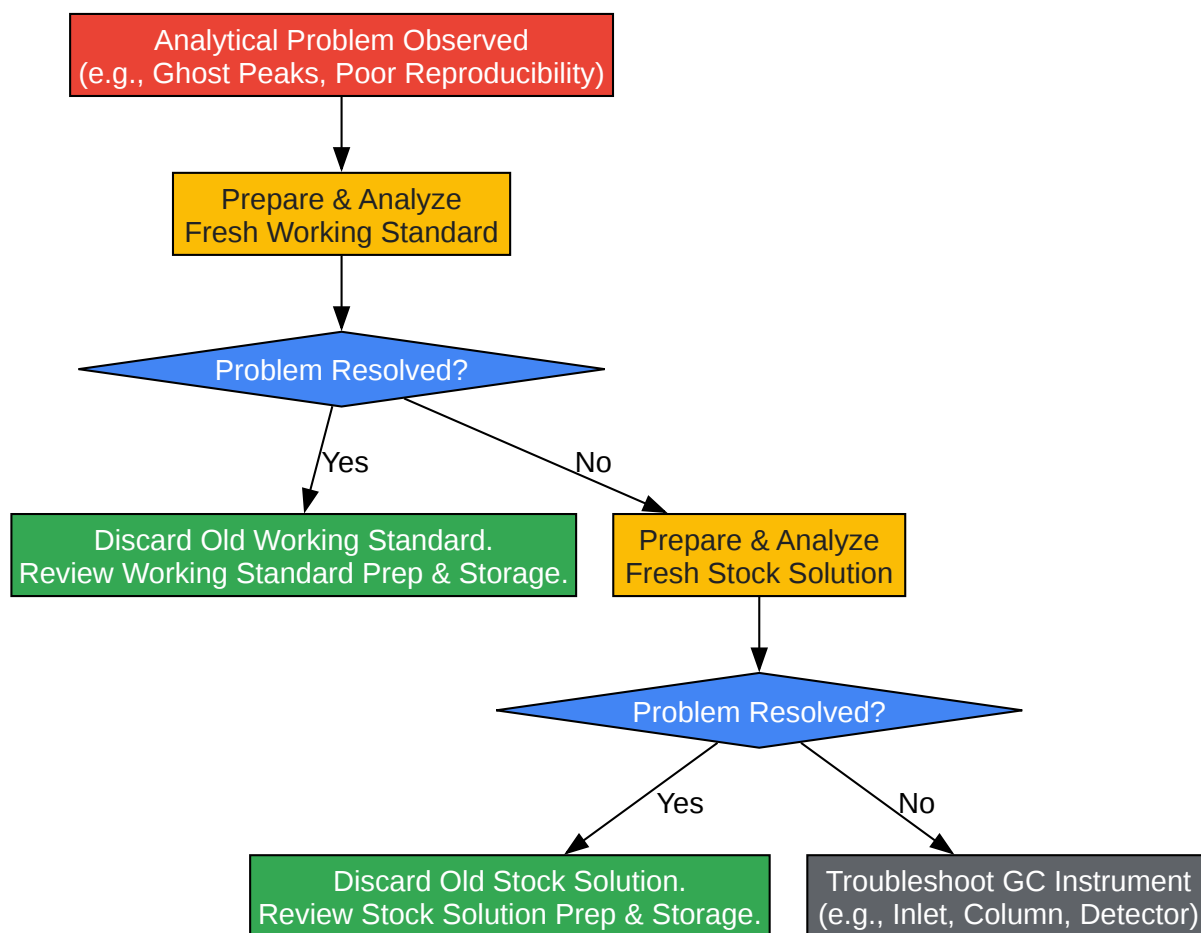 Analytical Problem Observed
(e.g., Ghost Peaks, Poor Reproducibility)
Prepare & Analyze
Fresh Working Standard
Problem Resolved?
Yes
No
Discard Old Working Standard.
Review Working Standard Prep & Storage.
Prepare & Analyze
Fresh Stock Solution
Problem Resolved?
Yes
No
Discard Old Stock Solution.
Review Stock Solution Prep & Storage.
Troubleshoot GC Instrument
(e.g., Inlet, Column, Detector)